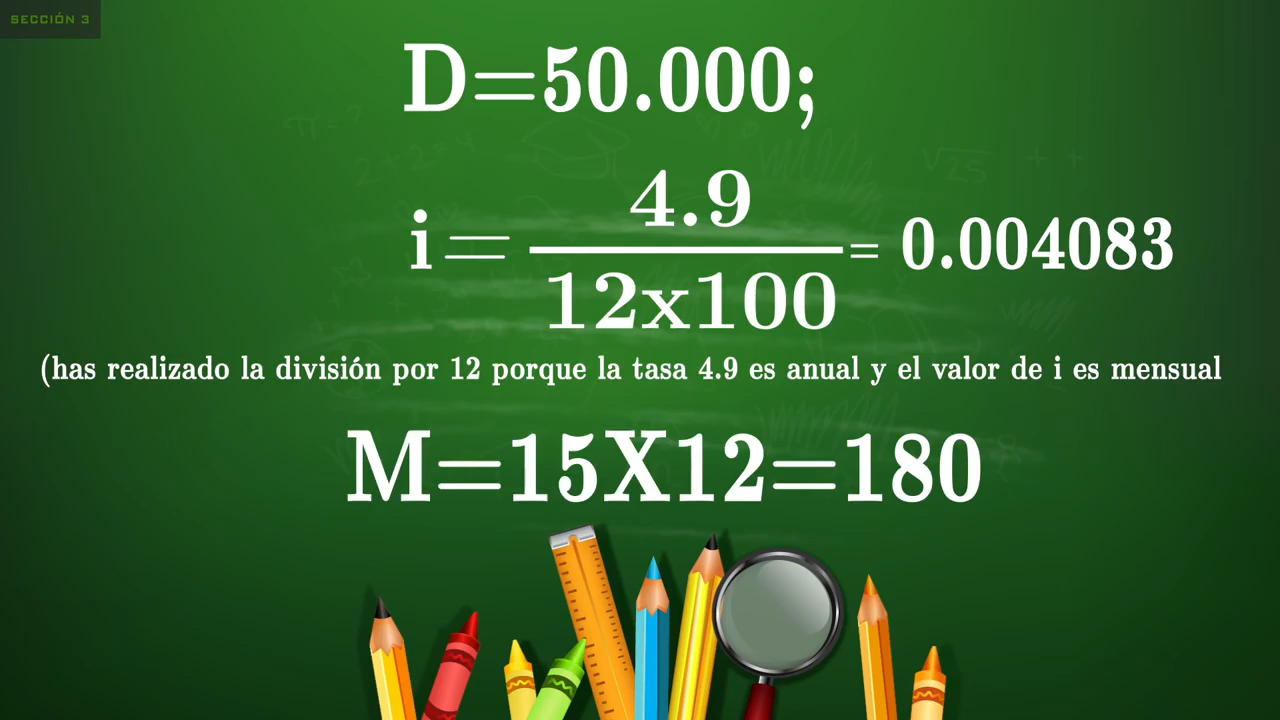 SECCIÓN 3
D=50.000;
i = 4.9 / 12x100 = 0.004083
(has realizado la división por 12 porque la tasa 4.9 es anual y el valor de i es mensual
M=15X12=180